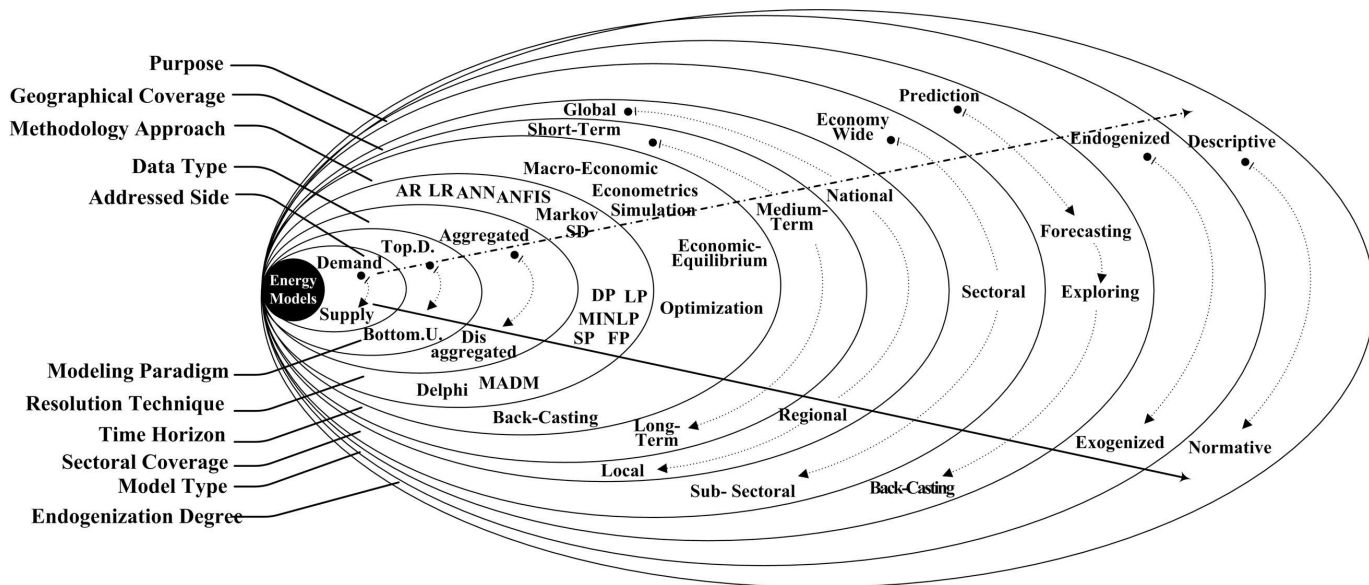 Purpose
Geographical Coverage
Methodology Approach
Data Type
Addressed Side
Modeling Paradigm
Resolution Technique
Time Horizon
Sectoral Coverage
Model Type
Endogenization Degree
Energy
Models
Demand
Supply
Top.D.
Bottom.U.
Aggregated
Dis
aggregated
AR LR ANN ANFIS
Markov
SD
DP LP
MINLP
SP FP
MADM
Delphi
Macro-Economic
Econometrics
Simulation
Economic-
Equilibrium
Optimization
Back-Casting
Short-Term
Medium-
Term
Long-
Term
Global
National
Regional
Local
Economy
Wide
Sectoral
Sub- Sectoral
Prediction
Forecasting
Exploring
Back-Casting
Endogenized
Exogenized
Descriptive
Normative